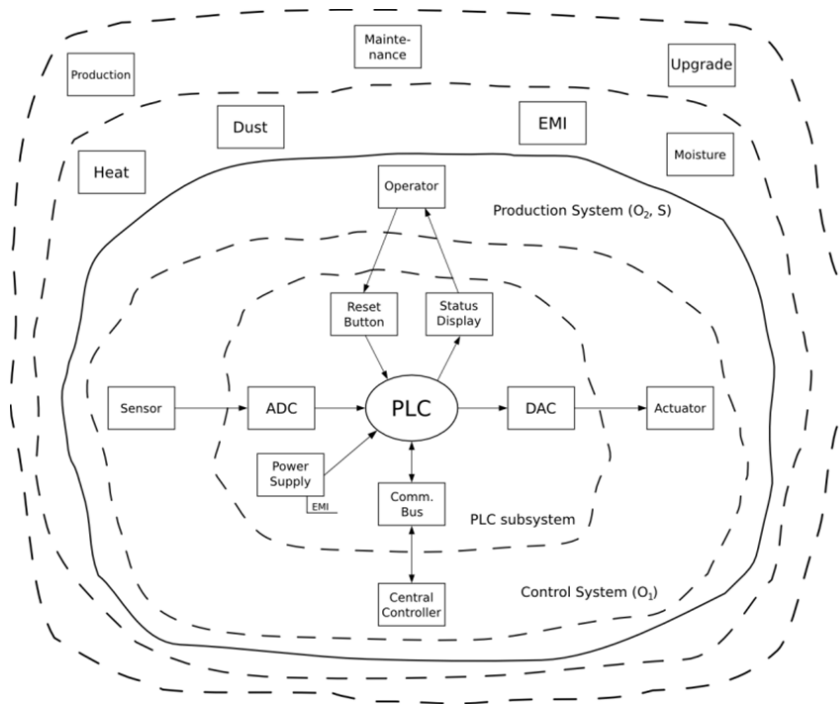 Mainte-
nance
Production
Upgrade
Dust
EMI
Heat
Moisture
Operator
Production System (O₂, S)
Reset
Button
Status
Display
Sensor
ADC
PLC
DAC
Actuator
Power
Supply
EMI
Comm.
Bus
PLC subsystem
Central
Controller
Control System (O₁)